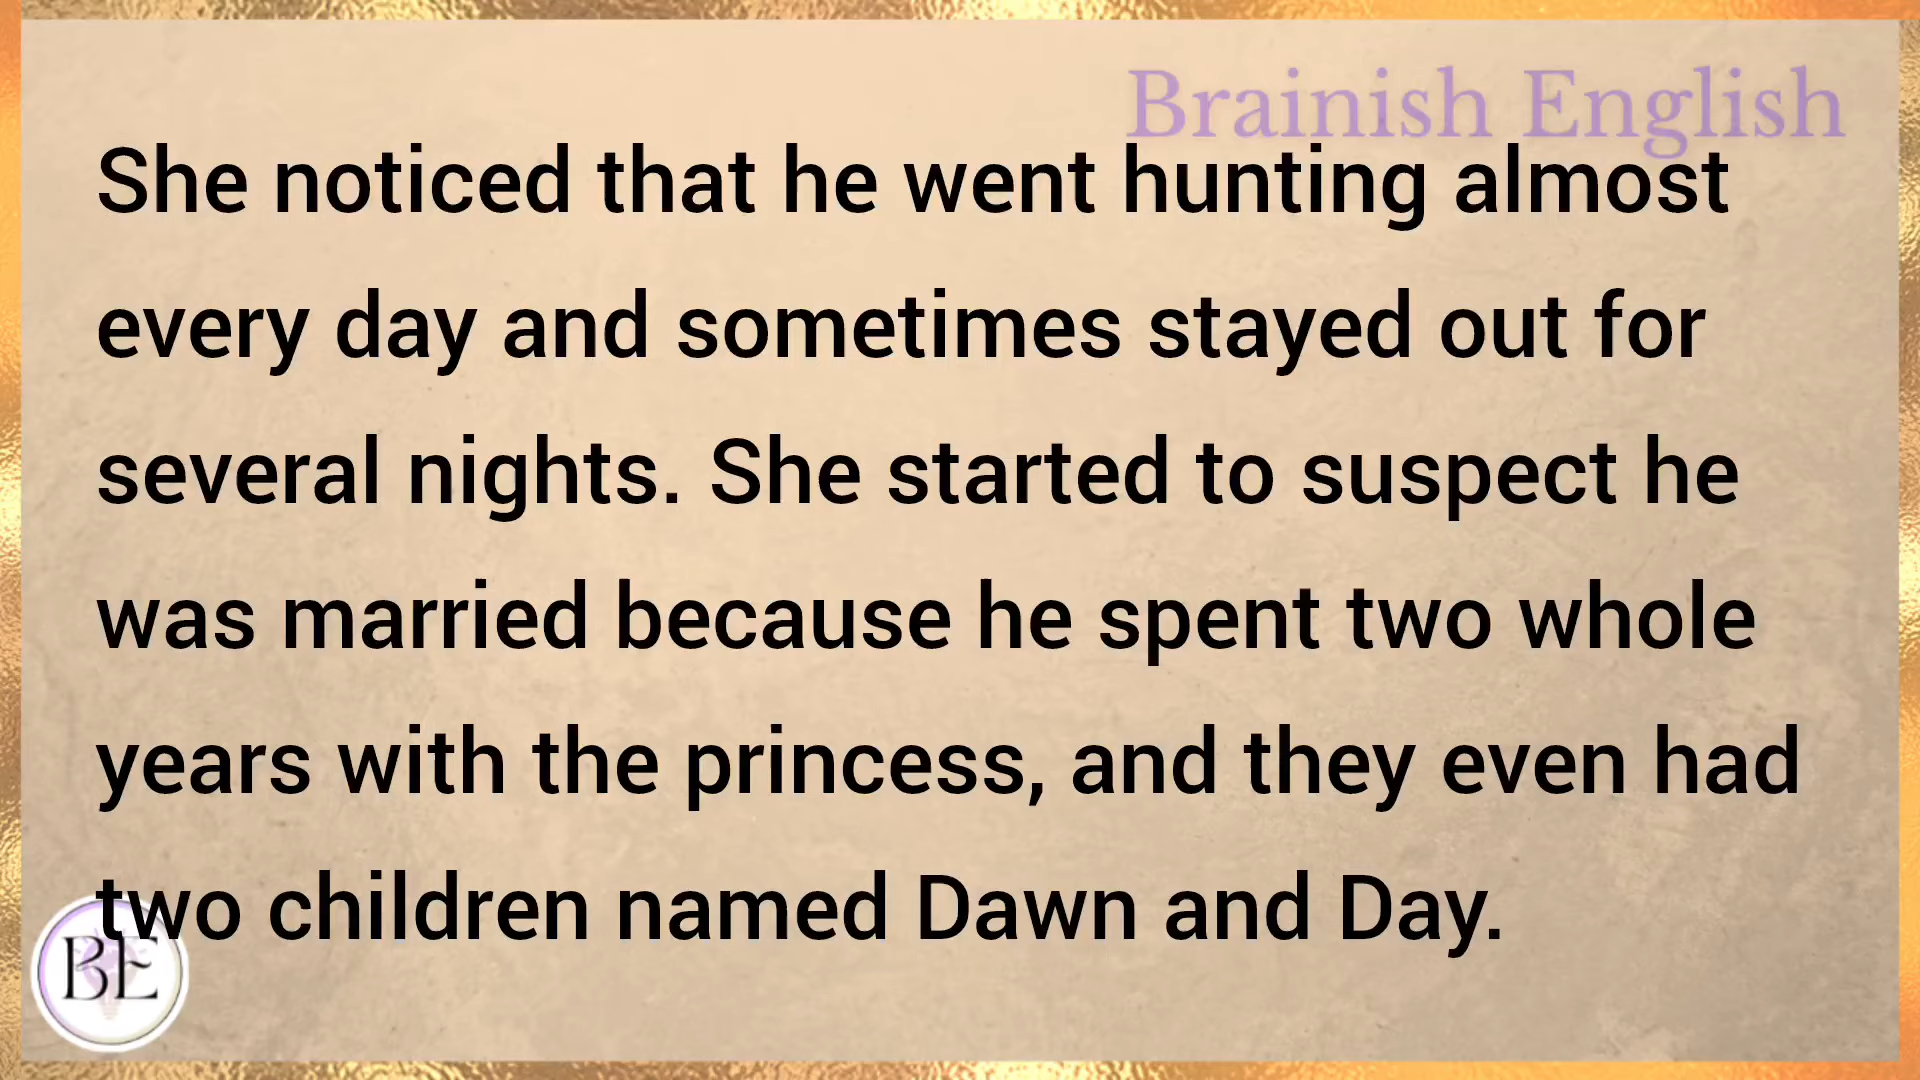 Brainish English
She noticed that he went hunting almost
every day and sometimes stayed out for
several nights. She started to suspect he
was married because he spent two whole
years with the princess, and they even had
two children named Dawn and Day.
BE